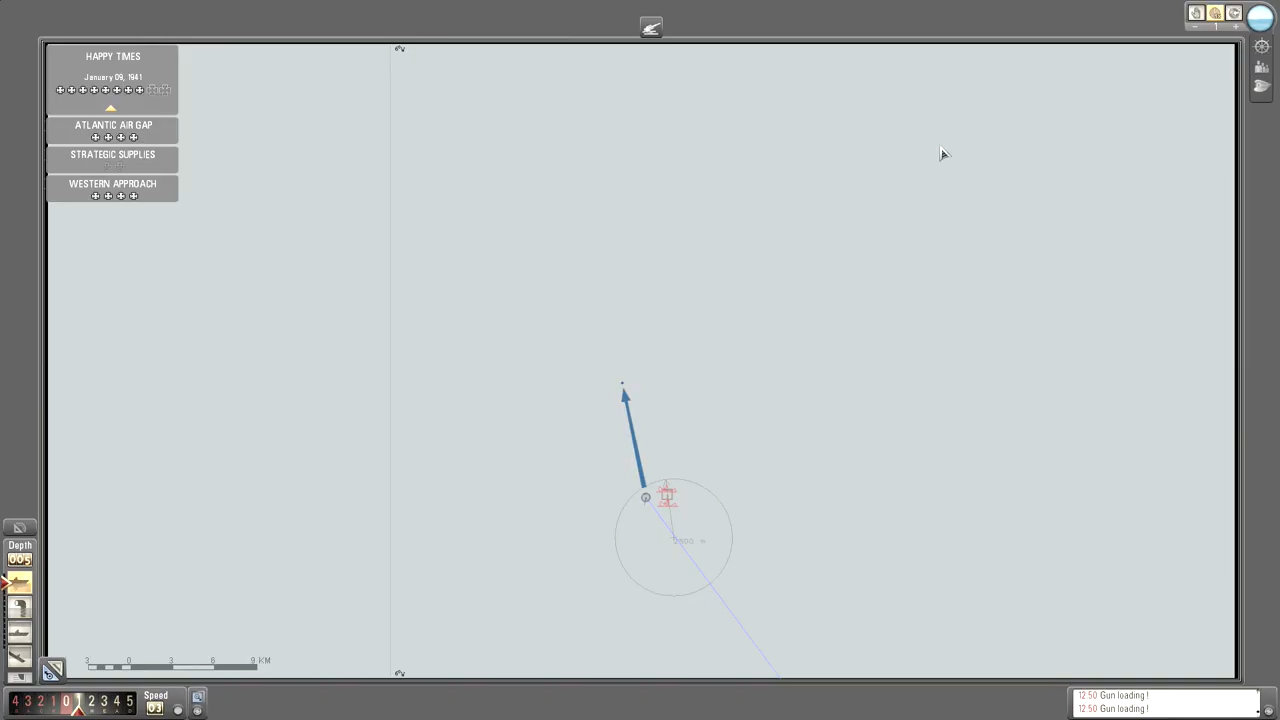 HAPPY TIMES
January 09, 1941
ATLANTIC AIR GAP
STRATEGIC SUPPLIES
WESTERN APPROACH
- 1 +
Depth
005
3 0 3 6 9 KM
4 3 2 1 0 1 2 3 4 5
Speed
03
12:50 Gun loading !
12:50 Gun loading !